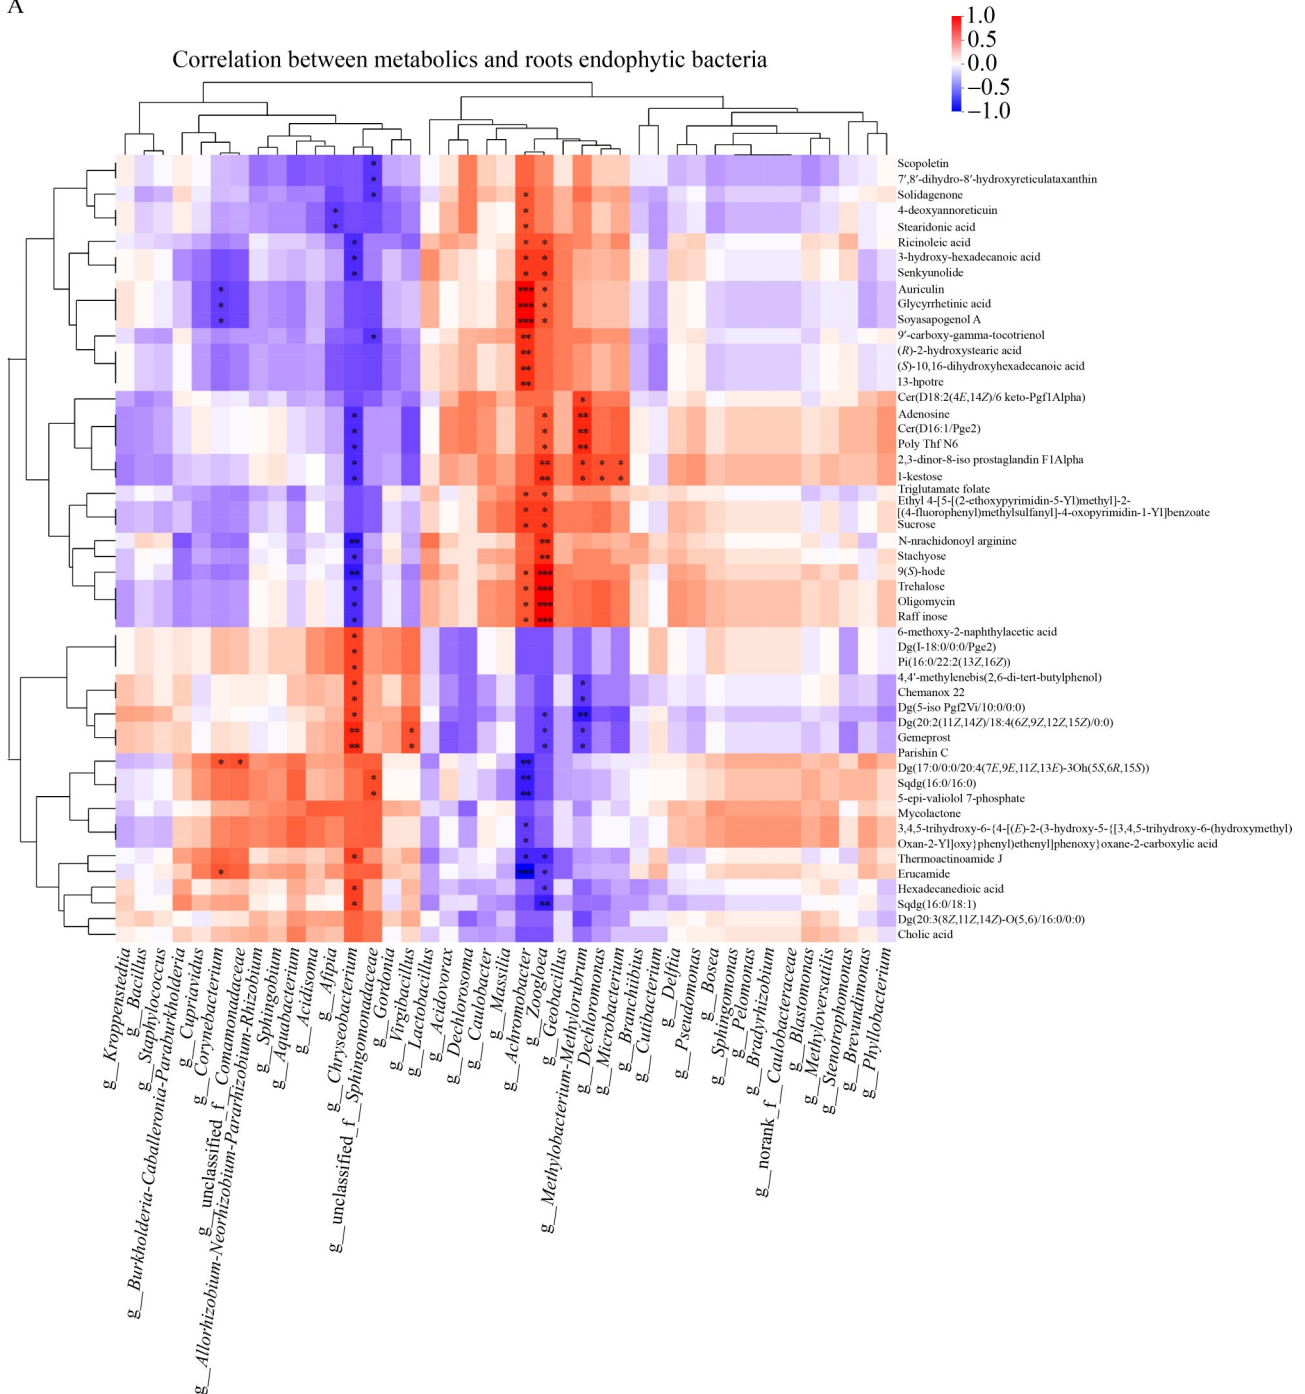 A
1.0
0.5
0.0
−0.5
−1.0
Correlation between metabolics and roots endophytic bacteria
Scopoletin
7′,8′-dihydro-8′-hydroxyreticulataxanthin
Solidagenone
4-deoxyannoreticuin
Stearidonic acid
Ricinoleic acid
3-hydroxy-hexadecanoic acid
Senkyunolide
Auriculin
Glycyrrhetinic acid
Soyasapogenol A
9′-carboxy-gamma-tocotrienol
(R)-2-hydroxystearic acid
(S)-10,16-dihydroxyhexadecanoic acid
13-hpotre
Cer(D18:2(4E,14Z)/6 keto-Pgf1Alpha)
Adenosine
Cer(D16:1/Pge2)
Poly Thf N6
2,3-dinor-8-iso prostaglandin F1Alpha
1-kestose
Triglutamate folate
Ethyl 4-[5-[(2-ethoxypyrimidin-5-Yl)methyl]-2-
[(4-fluorophenyl)methylsulfanyl]-4-oxopyrimidin-1-Yl]benzoate
Sucrose
N-nrachidonoyl arginine
Stachyose
9(S)-hode
Trehalose
Oligomycin
Raff inose
6-methoxy-2-naphthylacetic acid
Dg(I-18:0/0:0/Pge2)
Pi(16:0/22:2(13Z,16Z))
4,4′-methylenebis(2,6-di-tert-butylphenol)
Chemanox 22
Dg(5-iso Pgf2Vi/10:0/0:0)
Dg(20:2(11Z,14Z)/18:4(6Z,9Z,12Z,15Z)/0:0)
Gemeprost
Parishin C
Dg(17:0/0:0/20:4(7E,9E,11Z,13E)-3Oh(5S,6R,15S))
Sqdg(16:0/16:0)
5-epi-valiolol 7-phosphate
Mycolactone
3,4,5-trihydroxy-6-{4-[(E)-2-(3-hydroxy-5-{[3,4,5-trihydroxy-6-(hydroxymethyl)
Oxan-2-Yl]oxy}phenyl)ethenyl]phenoxy}oxane-2-carboxylic acid
Thermoactinoamide J
Erucamide
Hexadecanedioic acid
Sqdg(16:0/18:1)
Dg(20:3(8Z,11Z,14Z)-O(5,6)/16:0/0:0)
Cholic acid
g__Kroppenstedtia
g__Bacillus
g__Staphylococcus
g__Burkholderia-Caballeronia-Paraburkholderia
g__Cupriavidus
g__Corynebacterium
g__unclassified_f__Comamonadaceae
g__Allorhizobium-Neorhizobium-Pararhizobium-Rhizobium
g__Sphingobium
g__Aquabacterium
g__Acidisoma
g__Afipia
g__Chryseobacterium
g__unclassified_f__Sphingomonadaceae
g__Gordonia
g__Virgibacillus
g__Lactobacillus
g__Acidovorax
g__Dechlorosoma
g__Caulobacter
g__Massilia
g__Achromobacter
g__Zoogloea
g__Geobacillus
g__Methylobacterium-Methylorubrum
g__Dechloromonas
g__Microbacterium
g__Branchiibius
g__Cutibacterium
g__Delftia
g__Pseudomonas
g__Bosea
g__Sphingomonas
g__Pelomonas
g__Bradyrhizobium
g__norank_f__Caulobacteraceae
g__Blastomonas
g__Methyloversatilis
g__Stenotrophomonas
g__Brevundimonas
g__Phyllobacterium